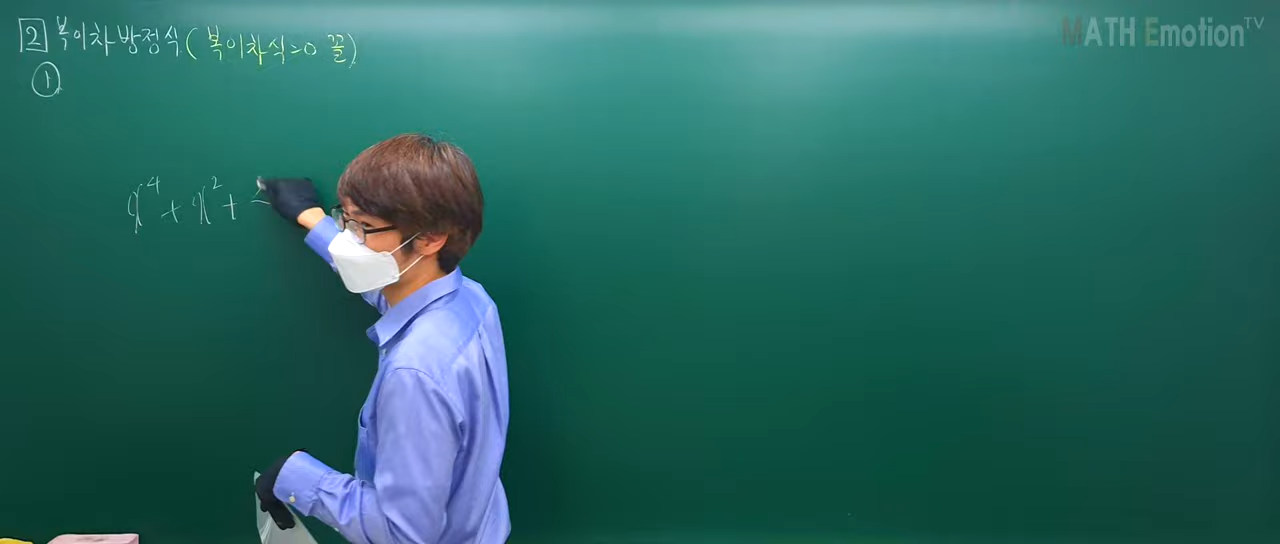 2 복이차방정식 (복이차식=0 꼴)
①
x⁴ + x² +
MATH Emotion TV